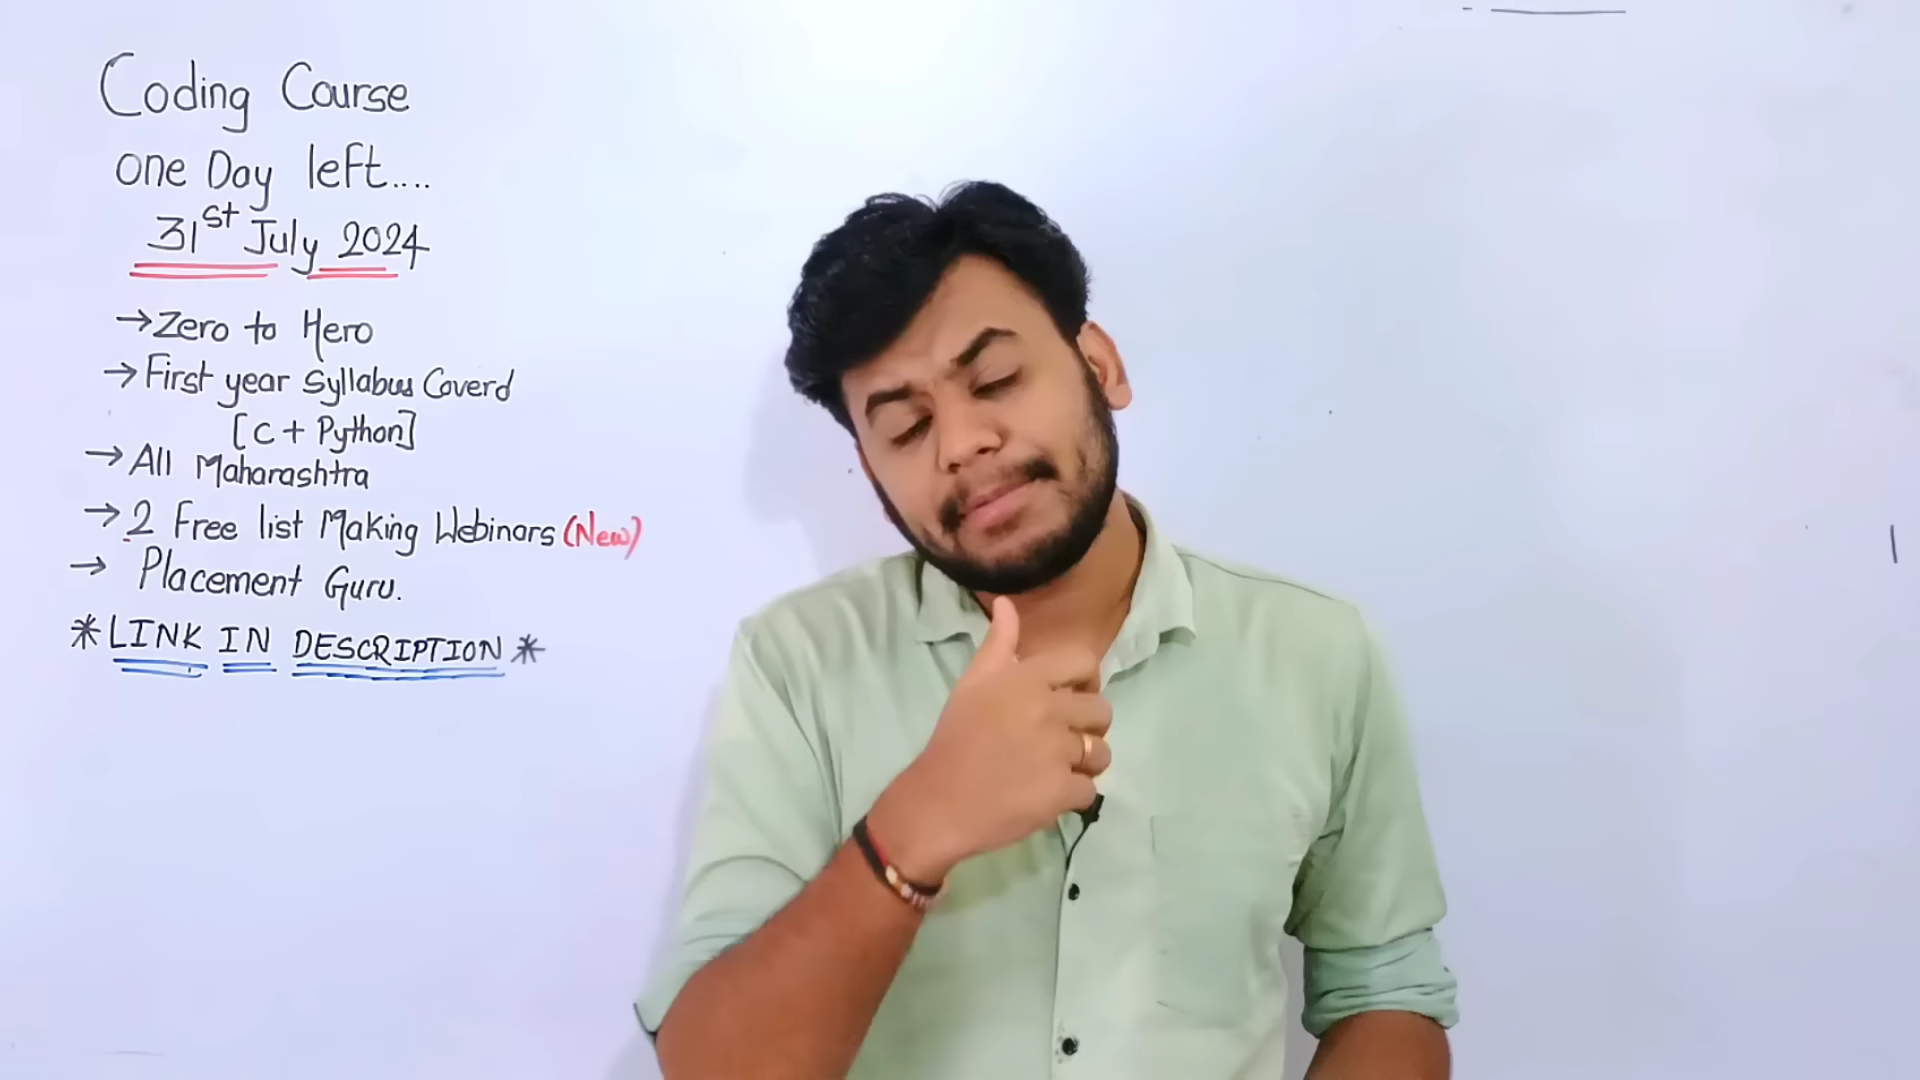 Coding Course
one Day left....
31st July 2024
→ Zero to Hero
→ First year Syllabus Coverd
[C + Python]
→ All Maharashtra
→ 2 Free list Making Webinars (New)
→ Placement Guru.
* LINK IN DESCRIPTION *